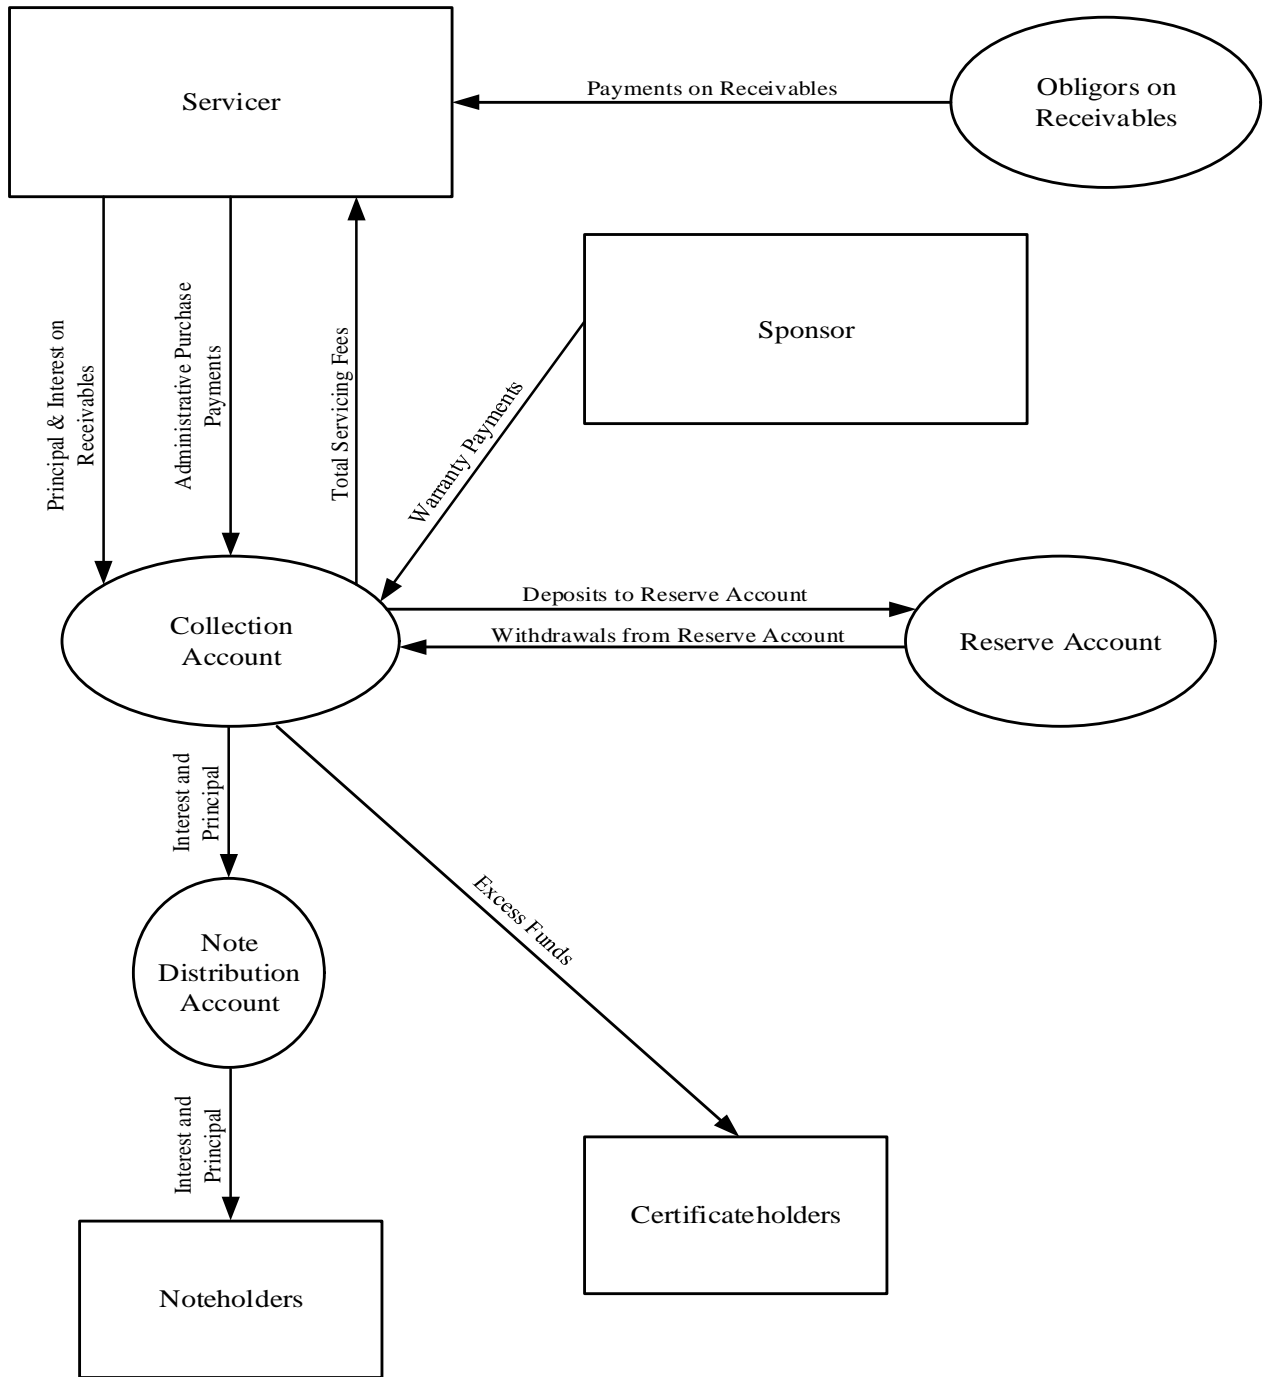 Servicer
Payments on Receivables
Obligors on
Receivables
Sponsor
Principal & Interest on
Receivables
Administrative Purchase
Payments
Total Servicing Fees
Warranty Payments
Collection
Account
Deposits to Reserve Account
Withdrawals from Reserve Account
Reserve Account
Interest and
Principal
Excess Funds
Note
Distribution
Account
Interest and
Principal
Certificateholders
Noteholders